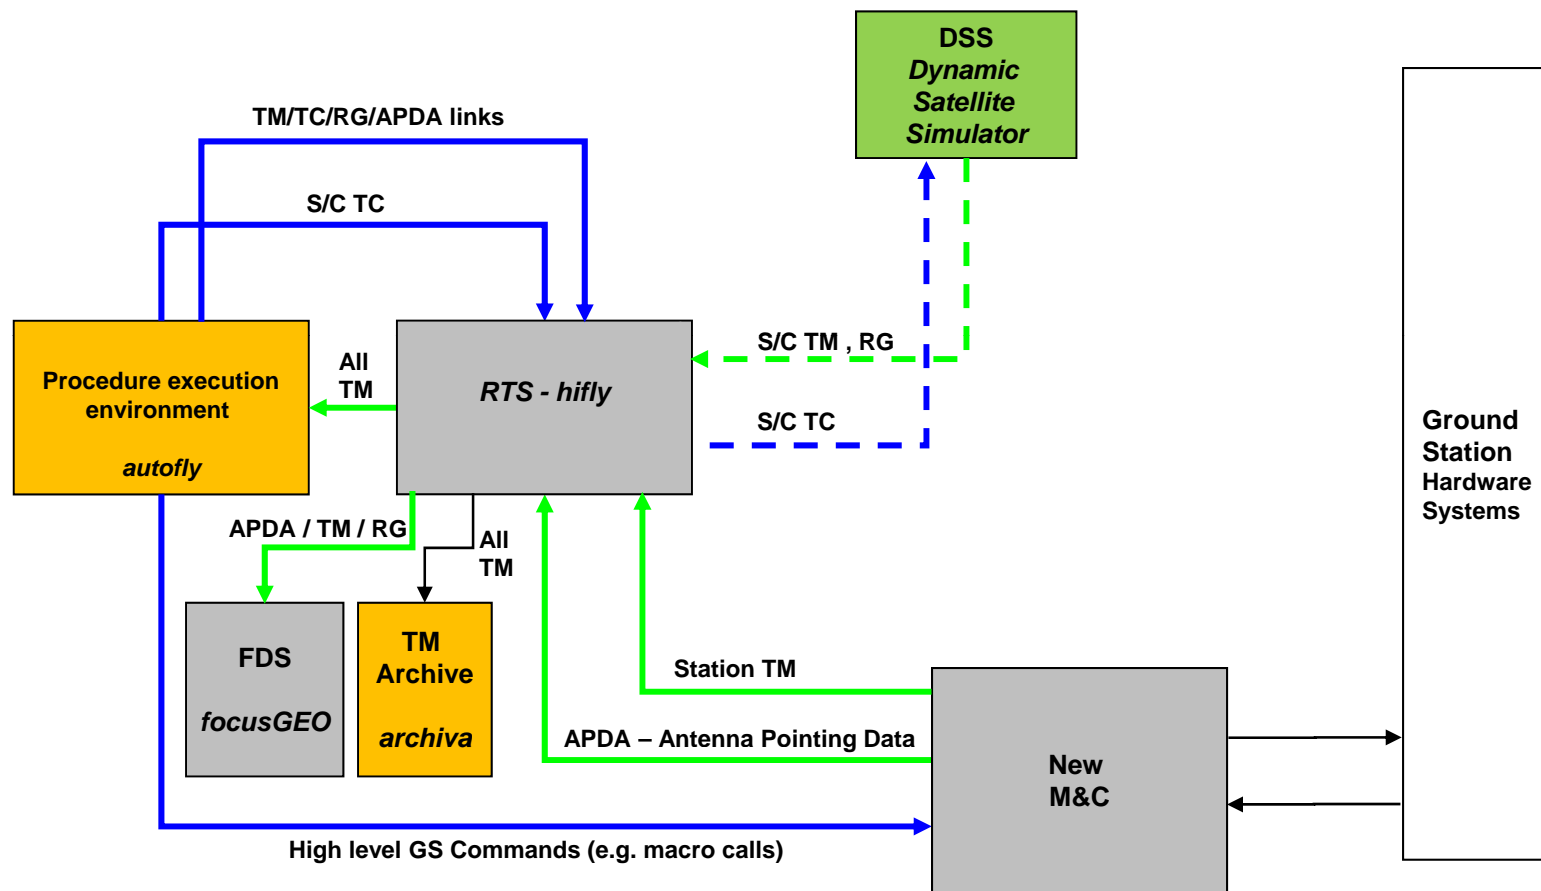 DSS
Dynamic
Satellite
Simulator
TM/TC/RG/APDA links
S/C TC
S/C TM , RG
S/C TC
All
TM
Procedure execution
environment
autofly
RTS - hifly
Ground
Station
Hardware
Systems
APDA / TM / RG
All
TM
FDS
focusGEO
TM
Archive
archiva
Station TM
APDA – Antenna Pointing Data
New
M&C
High level GS Commands (e.g. macro calls)